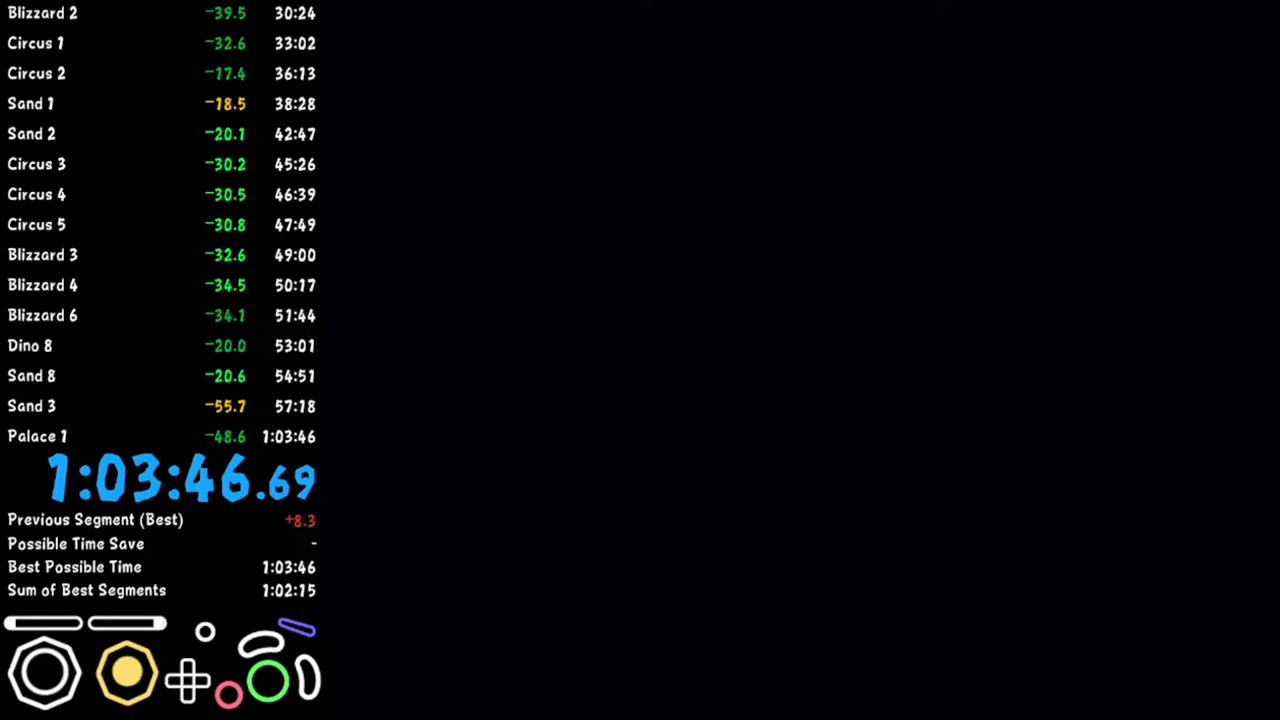 Blizzard 2 −39.5 30:24
Circus 1 −32.6 33:02
Circus 2 −17.4 36:13
Sand 1 −18.5 38:28
Sand 2 −20.1 42:47
Circus 3 −30.2 45:26
Circus 4 −30.5 46:39
Circus 5 −30.8 47:49
Blizzard 3 −32.6 49:00
Blizzard 4 −34.5 50:17
Blizzard 6 −34.1 51:44
Dino 8 −20.0 53:01
Sand 8 −20.6 54:51
Sand 3 −55.7 57:18
Palace 1 −48.6 1:03:46
1:03:46.69
Previous Segment (Best) +8.3
Possible Time Save -
Best Possible Time 1:03:46
Sum of Best Segments 1:02:15